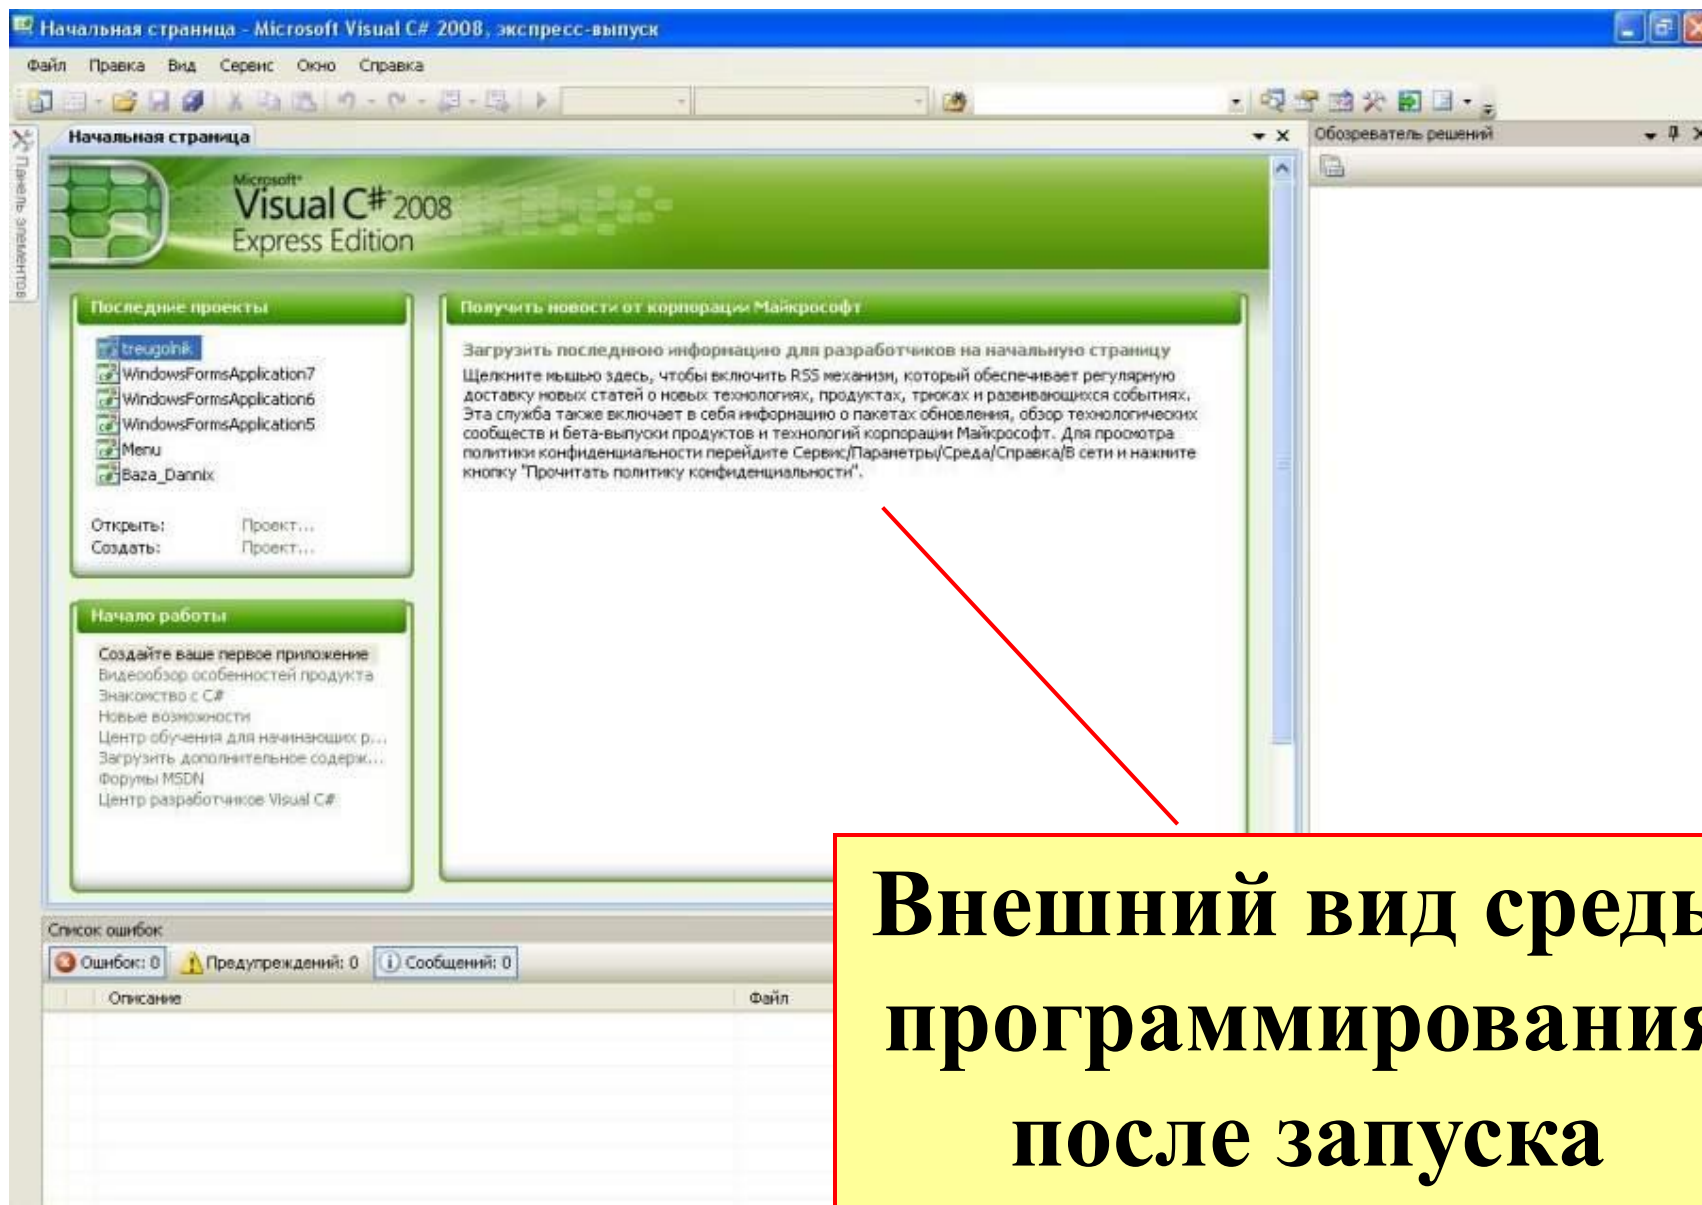 Начальная страница - Microsoft Visual C# 2008, экспресс-выпуск
Файл Правка Вид Сервис Окно Справка
Панель элементов
Начальная страница
Обозреватель решений
Microsoft®
Visual C# 2008
Express Edition
Последние проекты
treugolnik
WindowsFormsApplication7
WindowsFormsApplication6
WindowsFormsApplication5
Menu
Baza_Dannix
Открыть: Проект...
Создать: Проект...
Получить новости от корпорации Майкрософт
Загрузить последнюю информацию для разработчиков на начальную страницу
Щелкните мышью здесь, чтобы включить RSS механизм, который обеспечивает регулярную
доставку новых статей о новых технологиях, продуктах, трюках и развивающихся событиях.
Эта служба также включает в себя информацию о пакетах обновления, обзор технологических
сообществ и бета-выпуски продуктов и технологий корпорации Майкрософт. Для просмотра
политики конфиденциальности перейдите Сервис/Параметры/Среда/Справка/В сети и нажмите
кнопку "Прочитать политику конфиденциальности".
Начало работы
Создайте ваше первое приложение
Видеообзор особенностей продукта
Знакомство с C#
Новые возможности
Центр обучения для начинающих р...
Загрузить дополнительное содерж...
Форумы MSDN
Центр разработчиков Visual C#
Список ошибок
Ошибок: 0 Предупреждений: 0 Сообщений: 0
Описание Файл
Внешний вид среды
программирования
после запуска